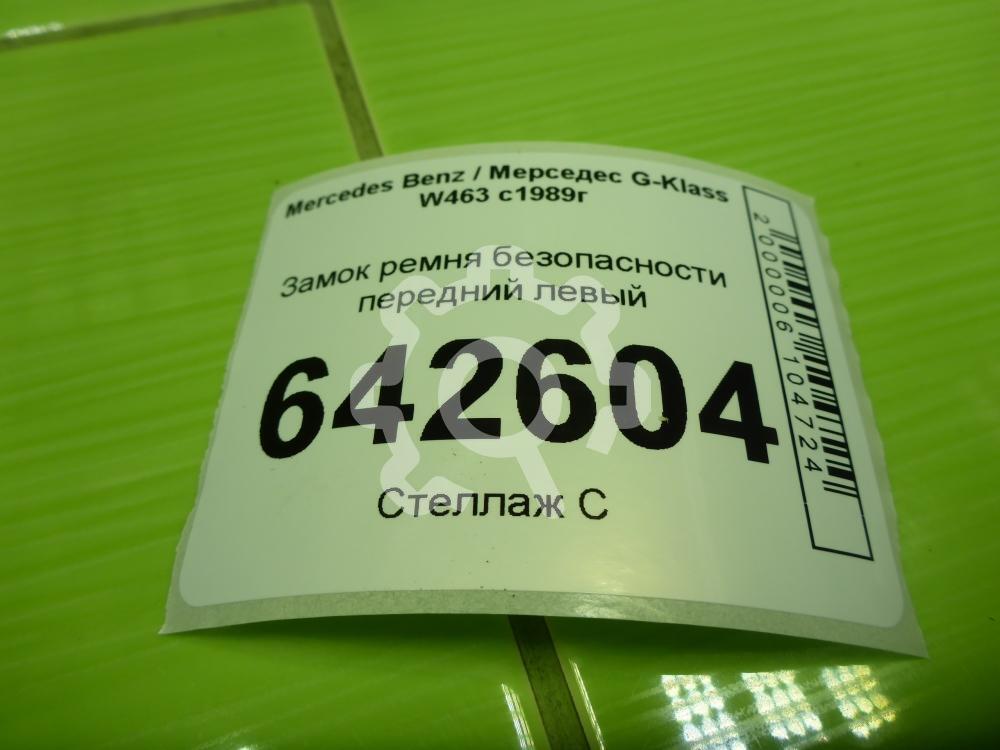 Mercedes Benz / Мерседес G-Klass
W463 с1989г
Замок ремня безопасности
передний левый
642604
Стеллаж С
2000006104724